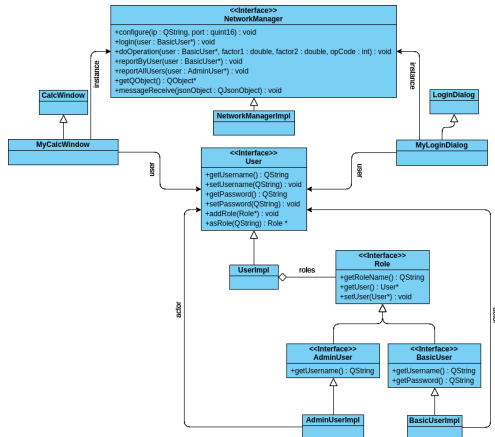 <<Interface>>
NetworkManager
+configure(ip : QString, port : quint16) : void
+login(user : BasicUser*) : void
+doOperation(user : BasicUser*, factor1 : double, factor2 : double, opCode : int) : void
+reportByUser(user : BasicUser*) : void
+reportAllUsers(user : AdminUser*) : void
+getQObject() : QObject*
+messageReceive(jsonObject : QJsonObject) : void
instance
instance
CalcWindow
LoginDialog
NetworkManagerImpl
MyCalcWindow
MyLoginDialog
user
user
<<Interface>>
User
+getUsername() : QString
+setUsername(QString) : void
+getPassword() : QString
+setPassword(QString) : void
+addRole(Role*) : void
+asRole(QString) : Role *
UserImpl
roles
<<Interface>>
Role
+getRoleName() : QString
+getUser() : User*
+setUser(User*) : void
actor
<<Interface>>
AdminUser
+getUsername() : QString
<<Interface>>
BasicUser
+getUsername() : QString
+getPassword() : QString
AdminUserImpl
BasicUserImpl